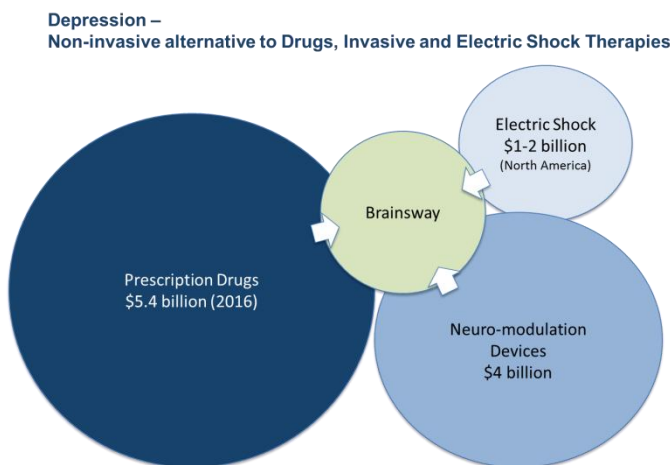 Depression –
Non-invasive alternative to Drugs, Invasive and Electric Shock Therapies
Electric Shock
$1-2 billion
(North America)
Brainsway
Prescription Drugs
$5.4 billion (2016)
Neuro-modulation
Devices
$4 billion